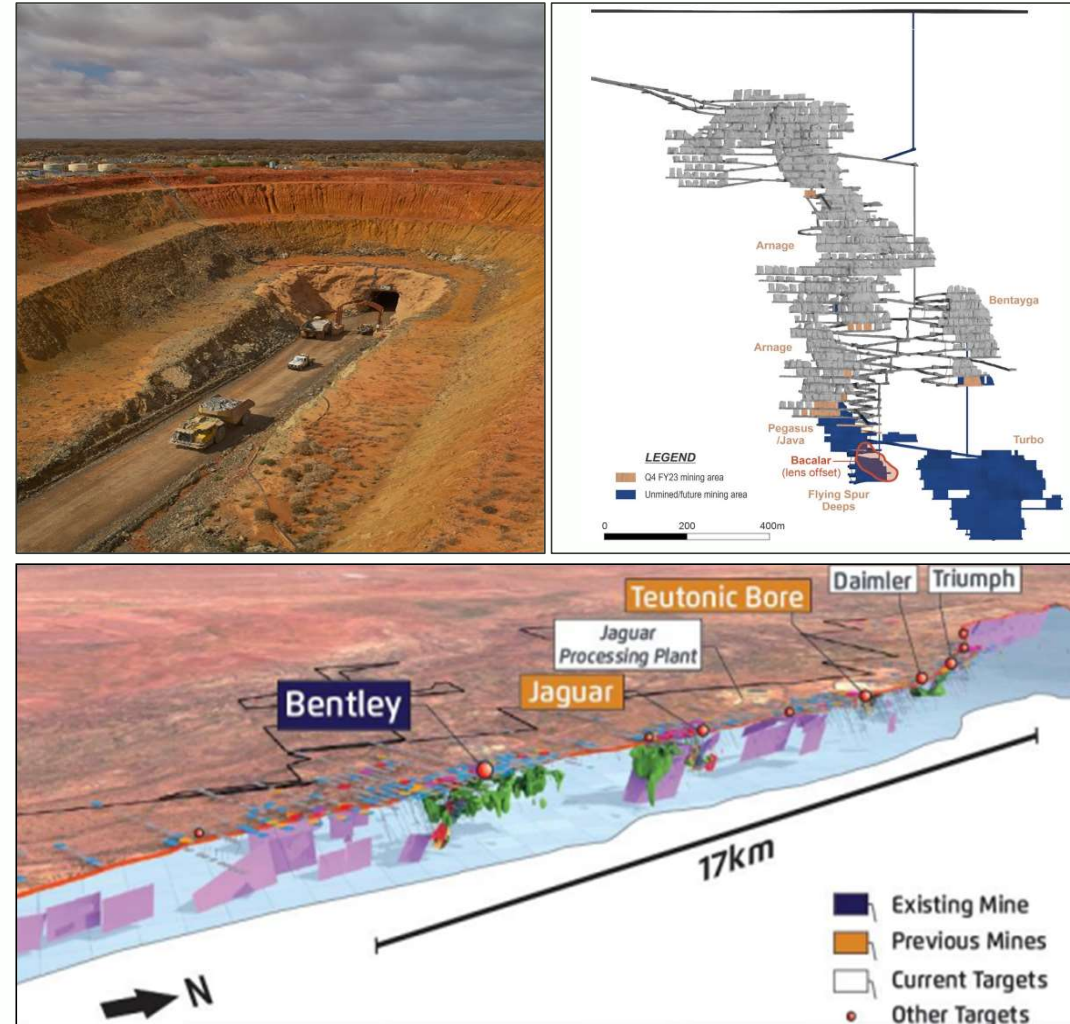 Arnage
Bentayga
Arnage
Pegasus
/Java
Turbo
Bacalar
(lens offset)
Flying Spur
Deeps
LEGEND
Q4 FY23 mining area
Unmined/future mining area
0 200 400m
Daimler
Triumph
Teutonic Bore
Jaguar
Processing Plant
Jaguar
Bentley
17km
N
Existing Mine
Previous Mines
Current Targets
Other Targets